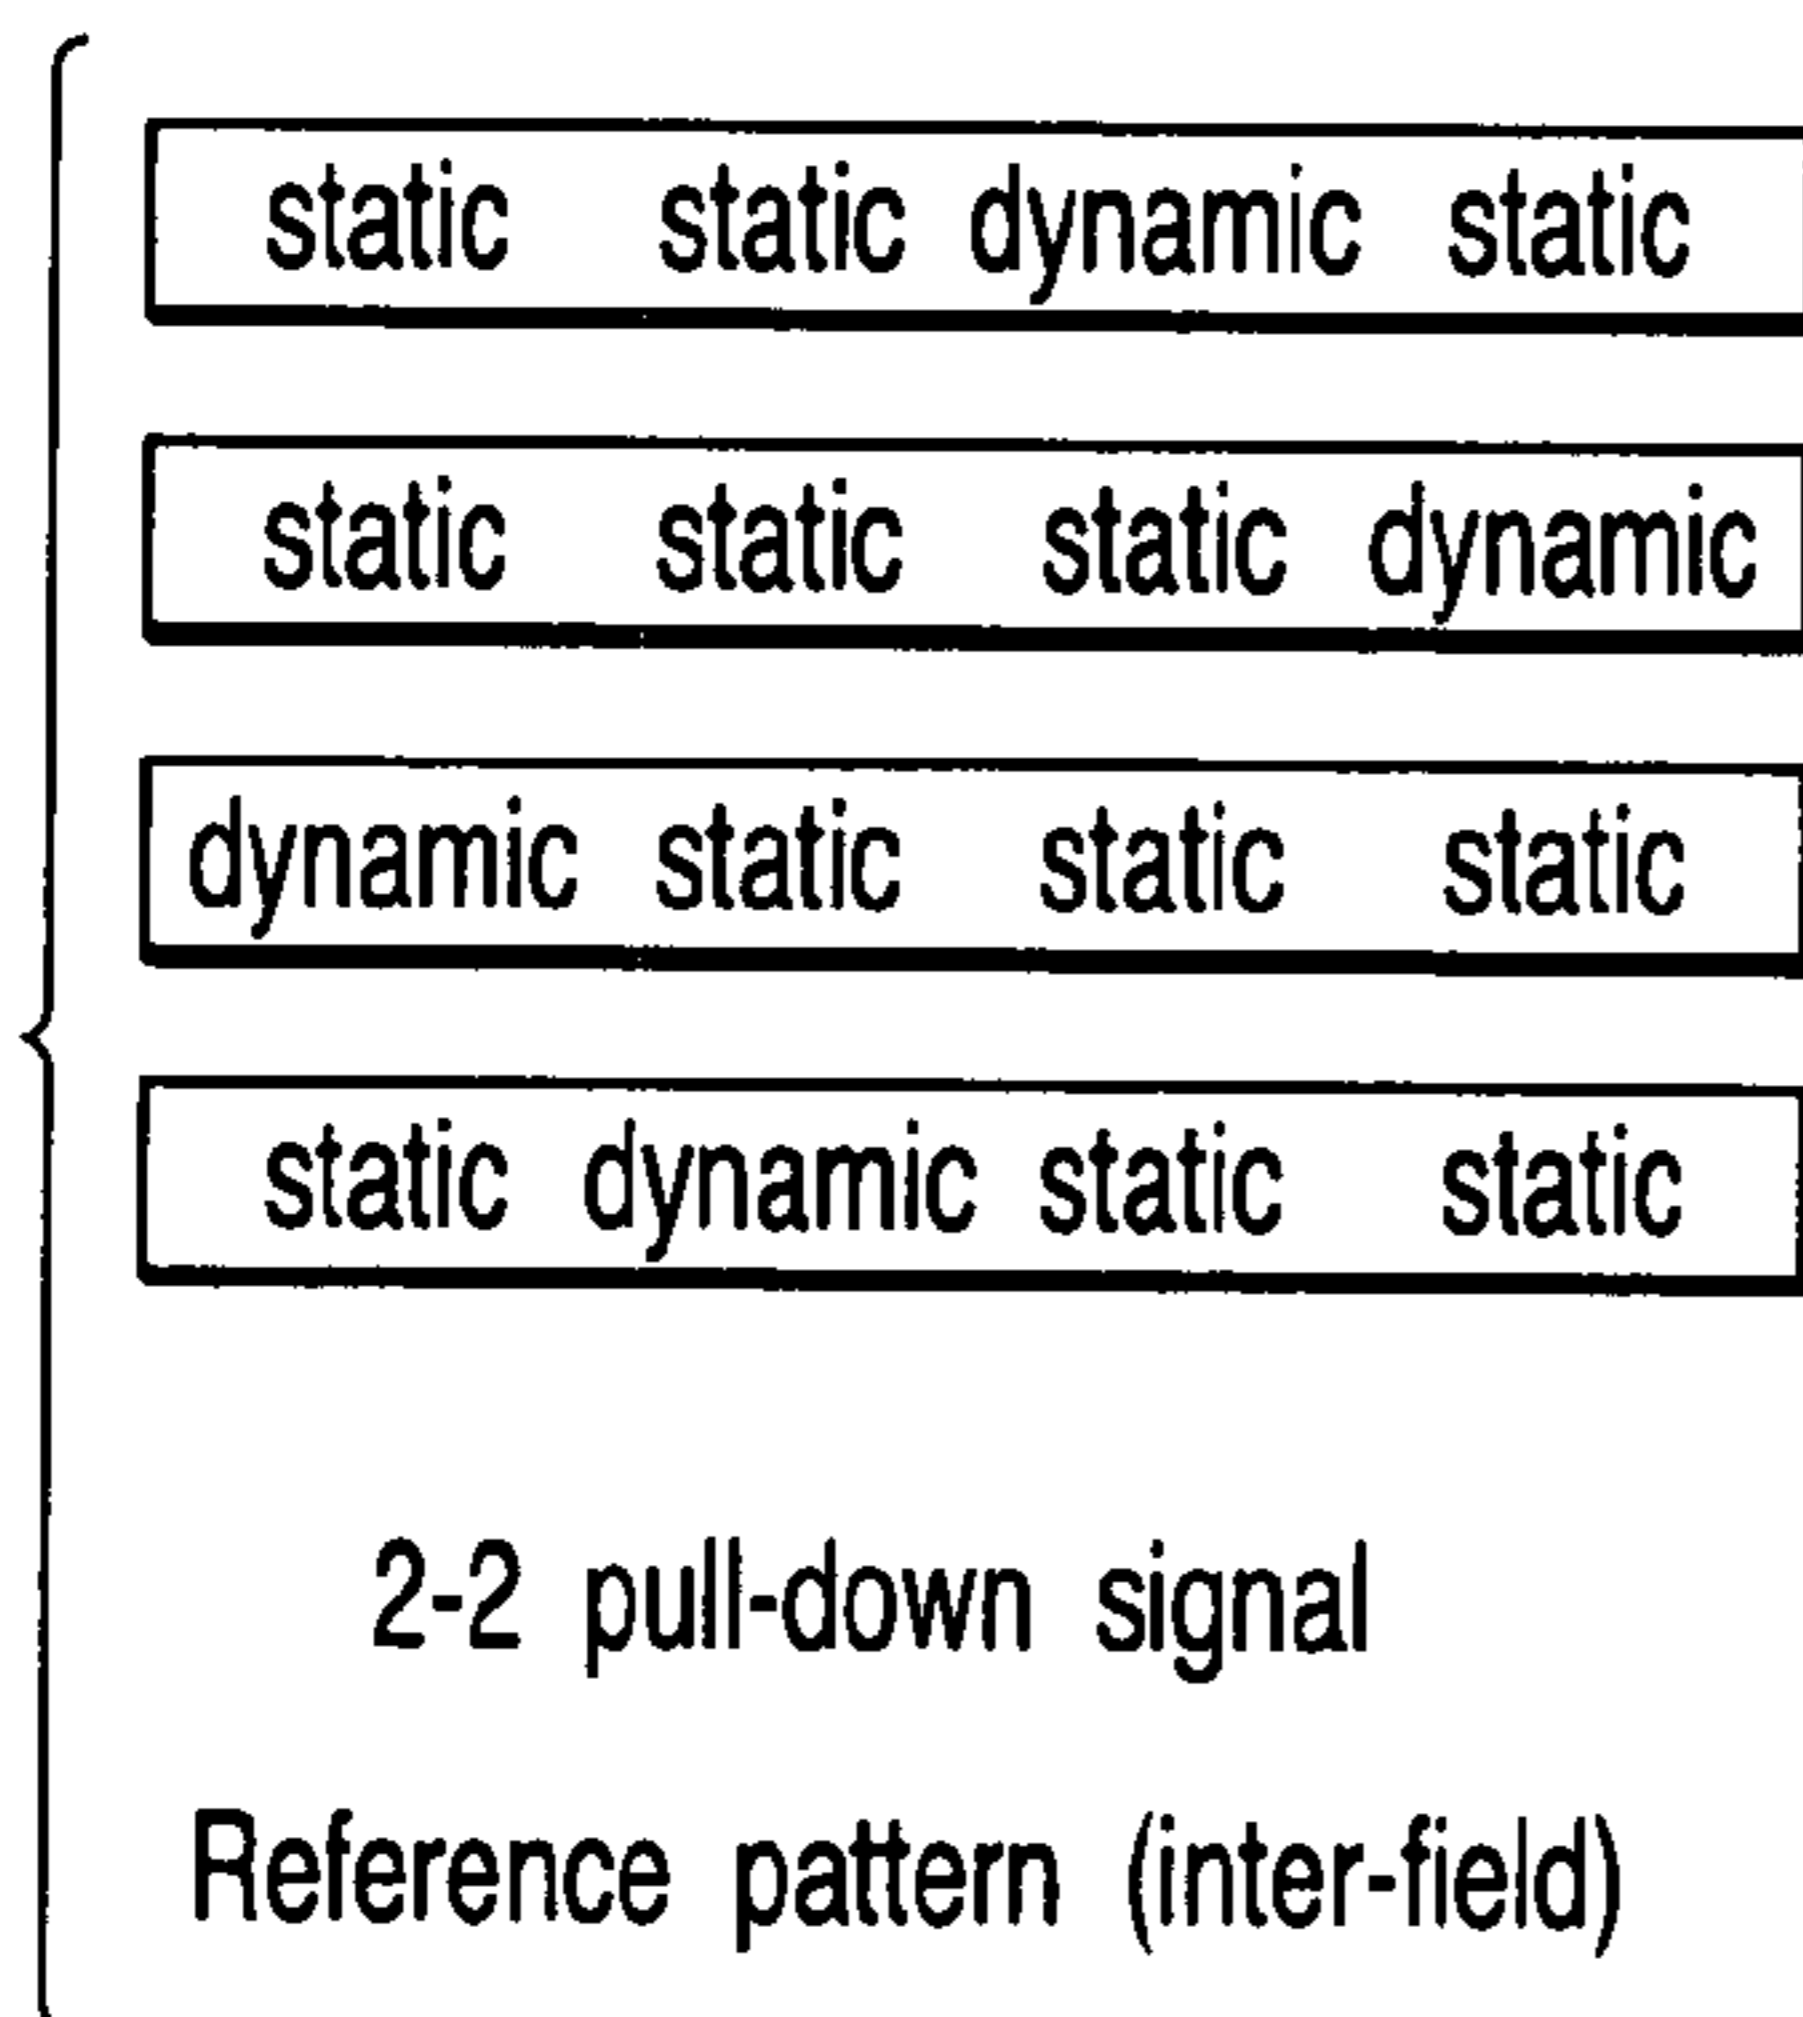 static static dynamic static
static static static dynamic
dynamic static static static
static dynamic static static
2-2 pull-down signal
Reference pattern (inter-field)